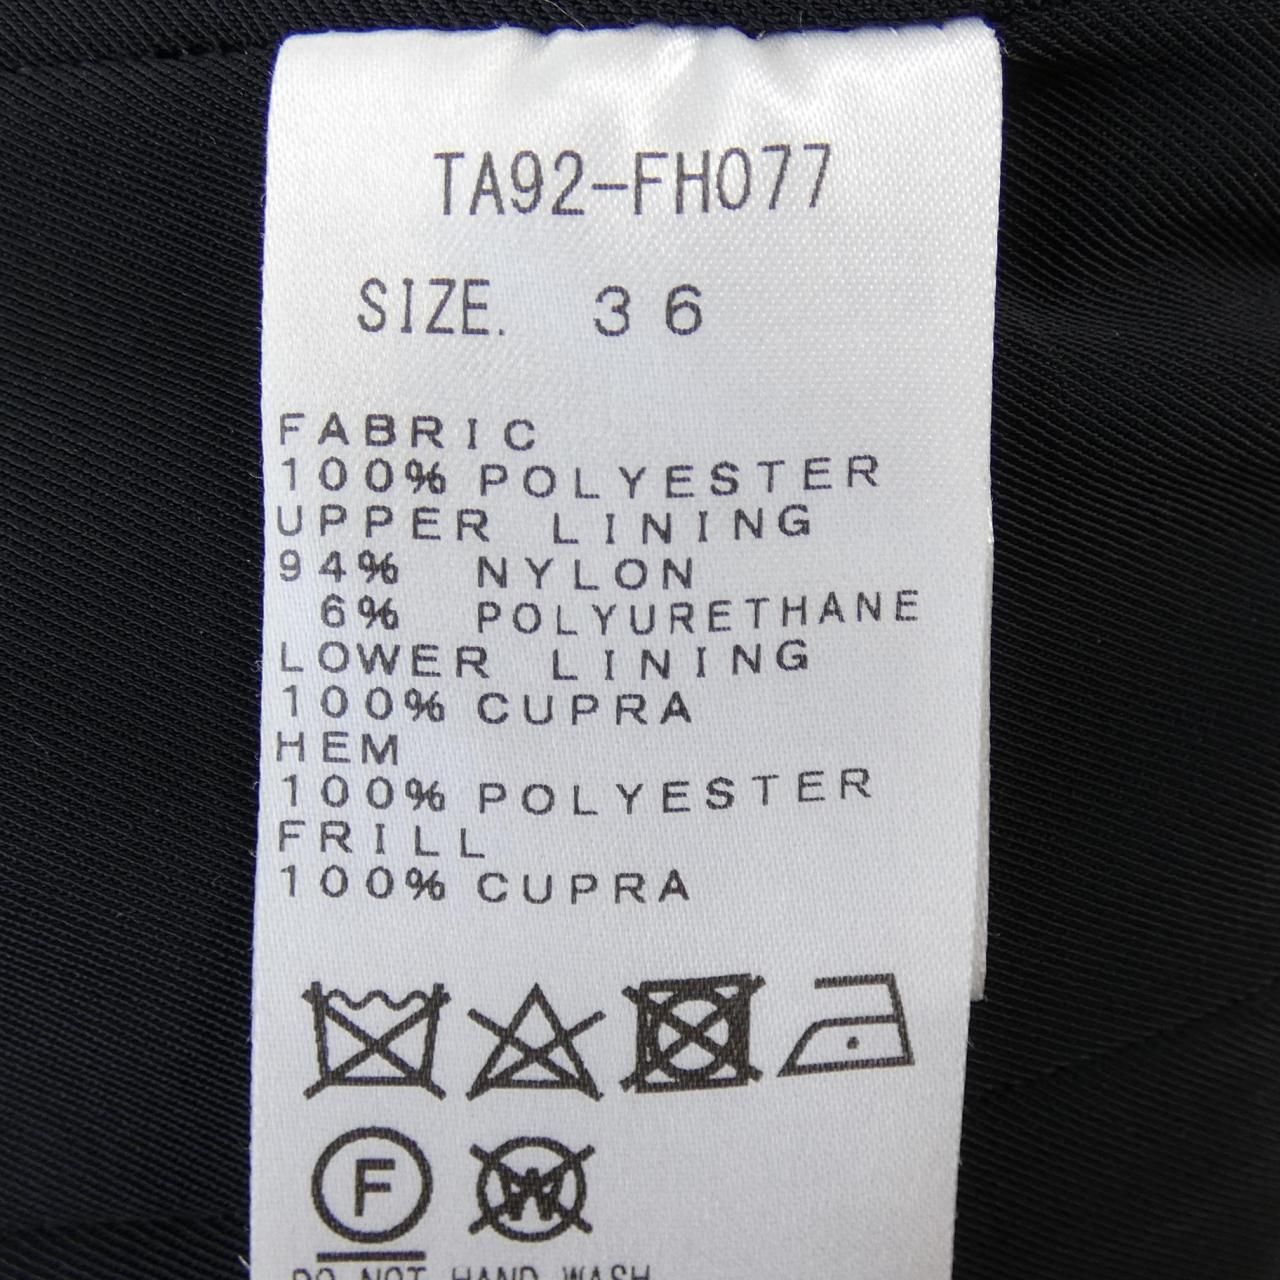 TA92-FH077
SIZE. 36
FABRIC
100% POLYESTER
UPPER LINING
94% NYLON
6% POLYURETHANE
LOWER LINING
100% CUPRA
HEM
100% POLYESTER
FRILL
100% CUPRA
F W
DO NOT HAND WASH